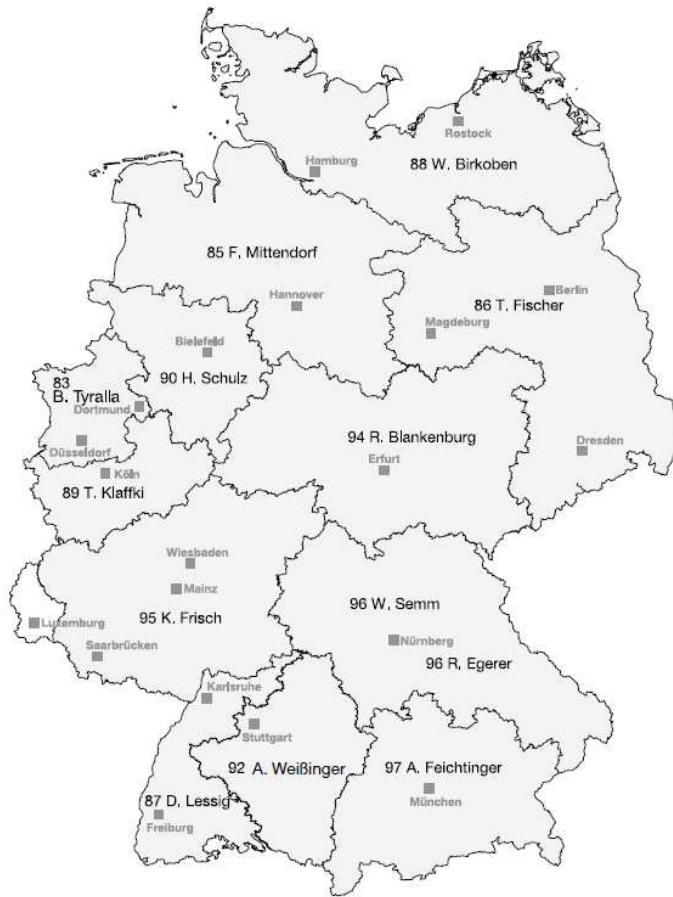 Rostock
Hamburg
88 W. Birkoben
85 F. Mittendorf
Hannover
Berlin
86 T. Fischer
Magdeburg
Bielefeld
90 H. Schulz
83
B. Tyralla
Dortmund
94 R. Blankenburg
Düsseldorf
Dresden
Erfurt
Köln
89 T. Klaffki
Wiesbaden
Mainz
96 W. Semm
95 K. Frisch
Luxemburg
Nürnberg
Saarbrücken
96 R. Egerer
Karlsruhe
Stuttgart
92 A. Weißinger
97 A. Feichtinger
87 D. Lessig
München
Freiburg